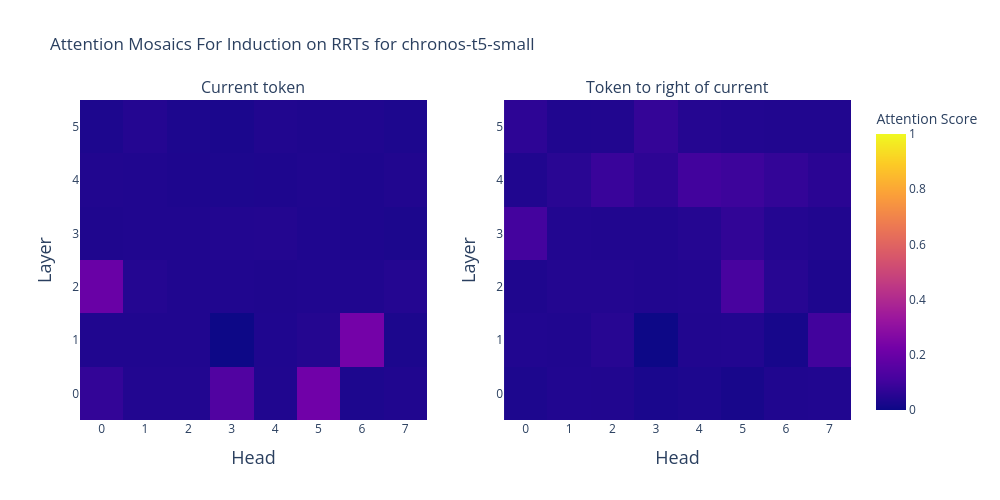 Attention Mosaics For Induction on RRTs for chronos-t5-small
Current token
Token to right of current
Attention Score
Layer
5
4
3
2
1
0
0 1 2 3 4 5 6 7
Head
Layer
5
4
3
2
1
0
0 1 2 3 4 5 6 7
Head
1
0.8
0.6
0.4
0.2
0